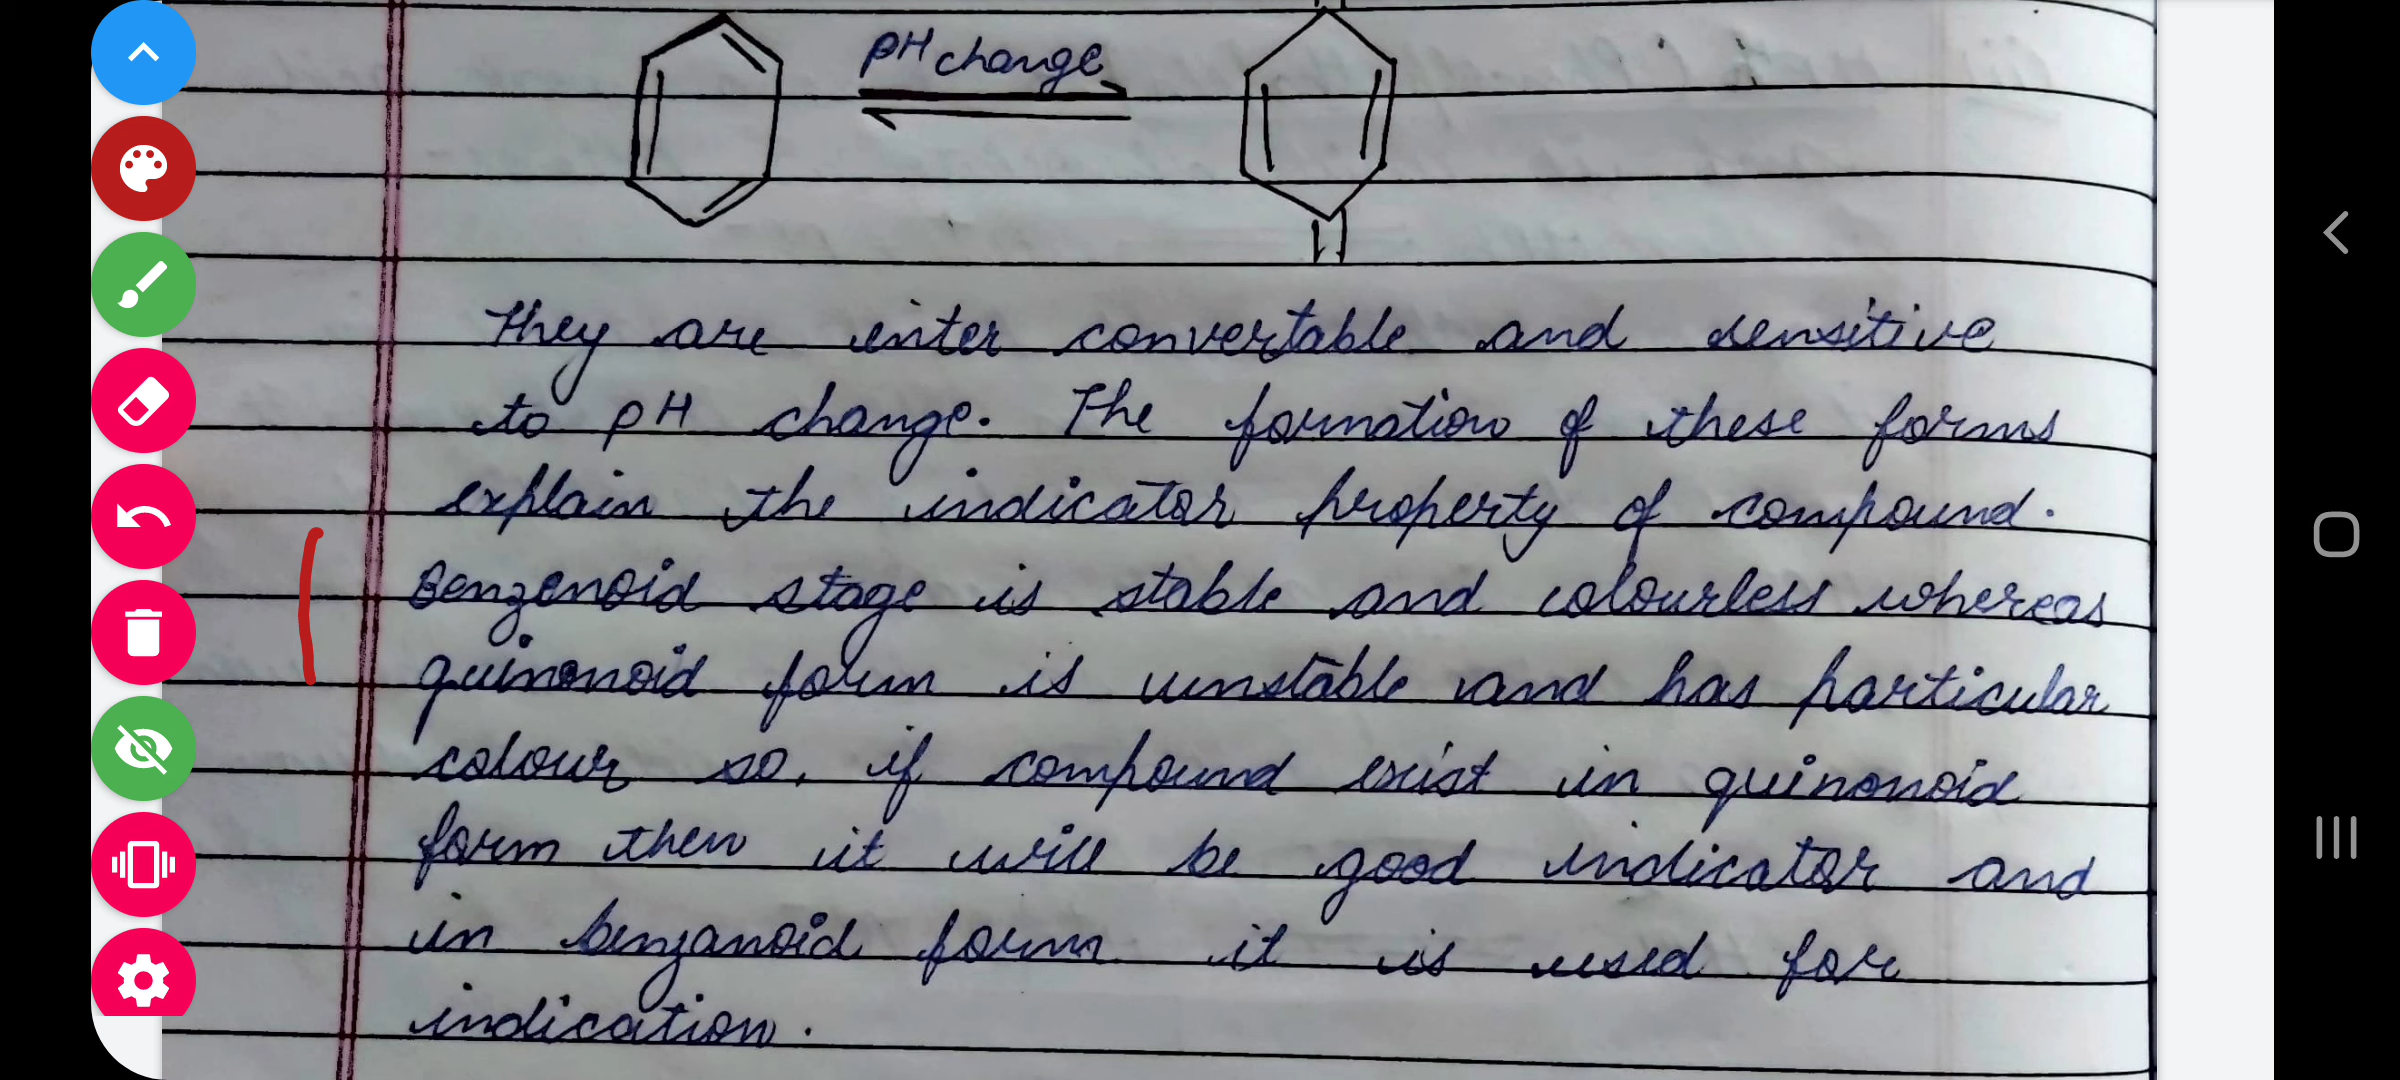 pH change
They are enter convertable and sensitive
to pH change. The formation of these forms
explain the indicator property of compound.
Benzenoid stage is stable and colourless whereas
quinonoid form is unstable and has particular
colour so, if compound exist in quinonoid
form then it will be good indicator and
in benzanoid form it is used for
indication.